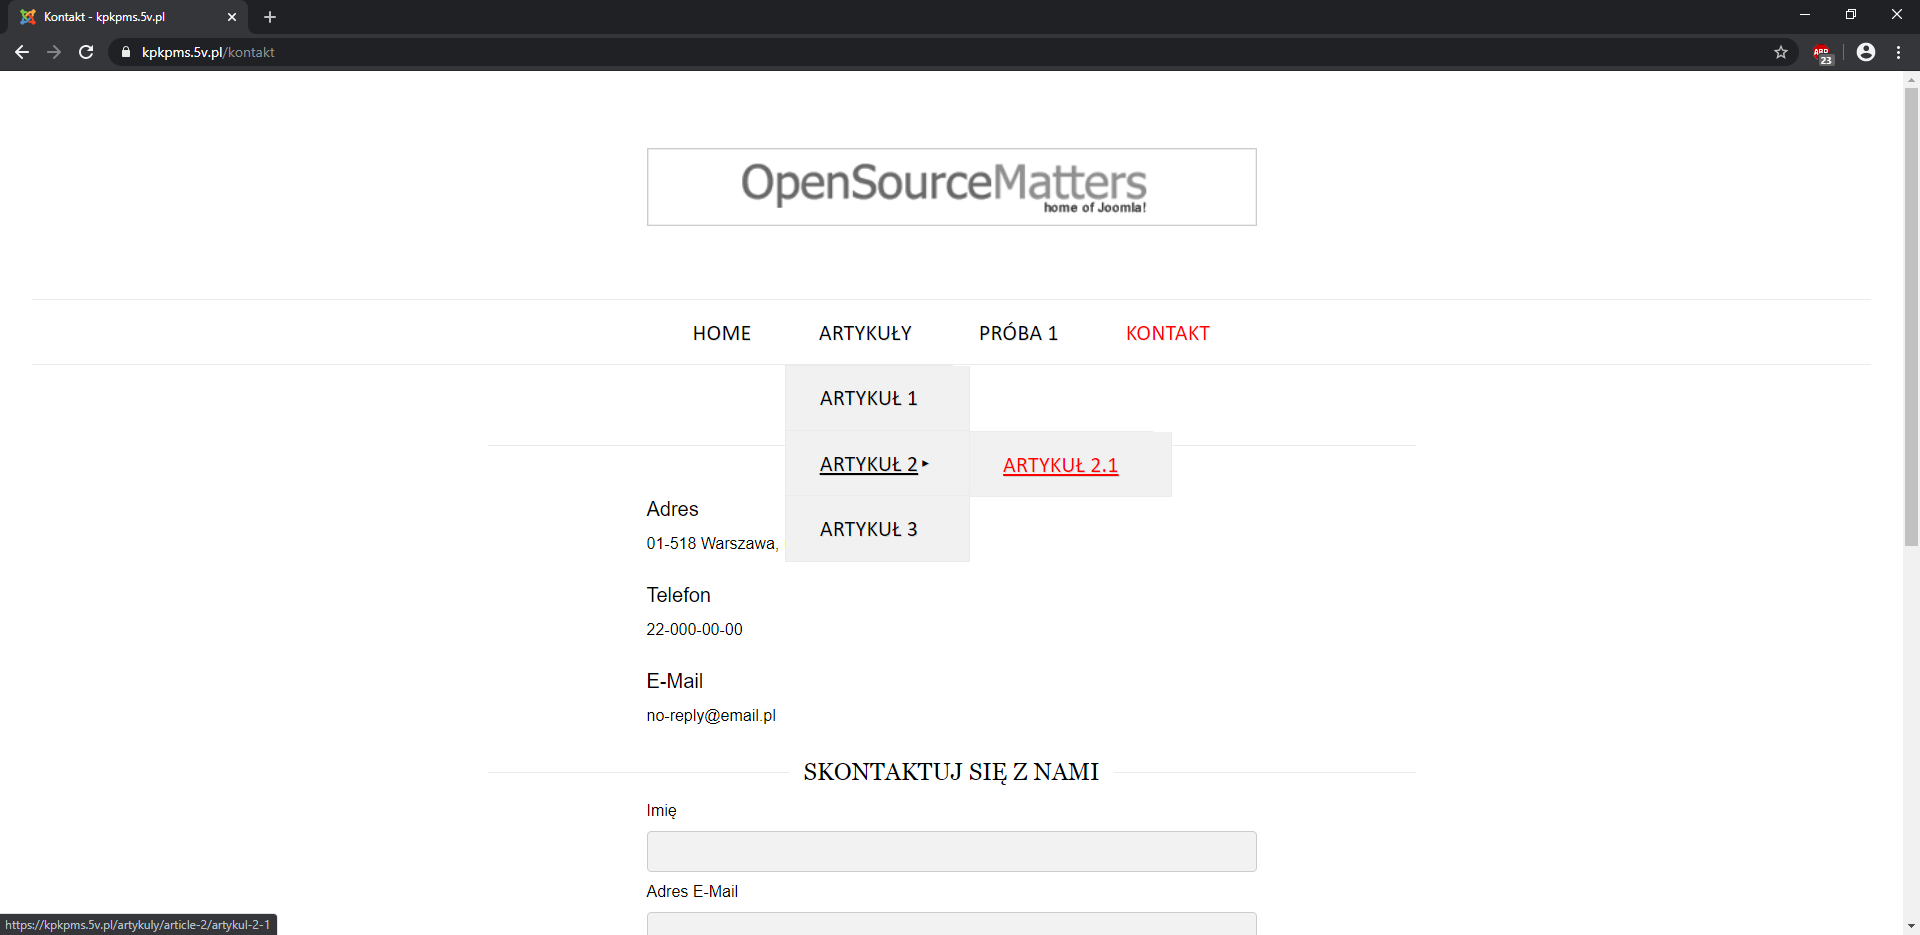 Kontakt - kpkpms.5v.pl
kpkpms.5v.pl/kontakt
ABP
23
OpenSourceMatters
home of Joomla!
HOME
ARTYKUŁY
PRÓBA 1
KONTAKT
ARTYKUŁ 1
ARTYKUŁ 2
ARTYKUŁ 2.1
ARTYKUŁ 3
Adres
01-518 Warszawa,
Telefon
22-000-00-00
E-Mail
no-reply@email.pl
SKONTAKTUJ SIĘ Z NAMI
Imię
Adres E-Mail
https://kpkpms.5v.pl/artykuly/article-2/artykul-2-1